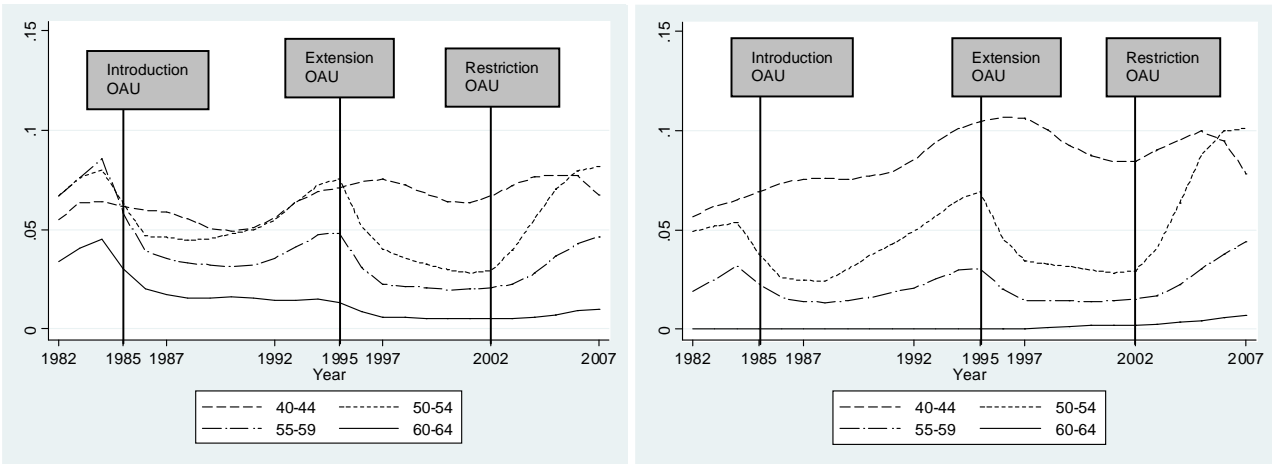 .15
.1
.05
0
Introduction
OAU
Extension
OAU
Restriction
OAU
1982 1985 1987 1992 1995 1997 2002 2007
Year
40-44 50-54
55-59 60-64
.15
.1
.05
0
Introduction
OAU
Extension
OAU
Restriction
OAU
1982 1985 1987 1992 1995 1997 2002 2007
Year
40-44 50-54
55-59 60-64